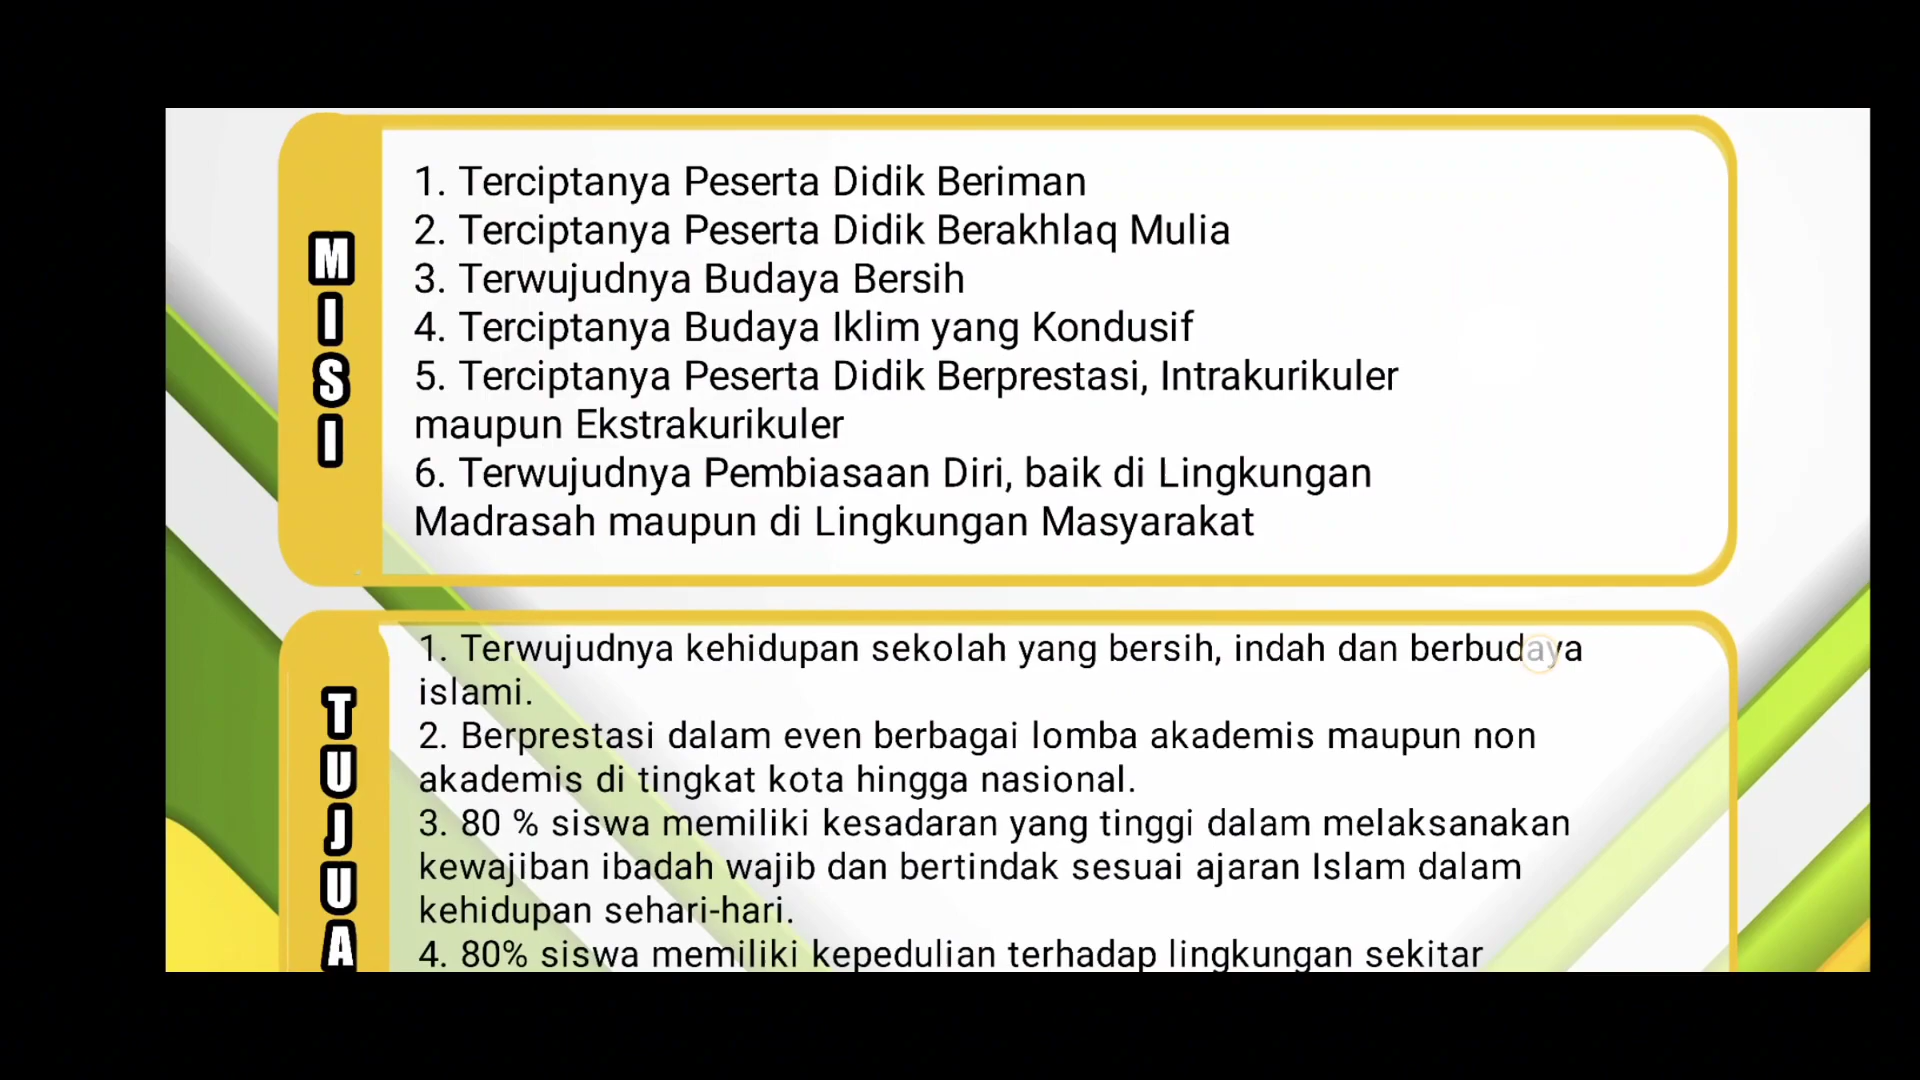 MISI
1. Terciptanya Peserta Didik Beriman
2. Terciptanya Peserta Didik Berakhlaq Mulia
3. Terwujudnya Budaya Bersih
4. Terciptanya Budaya Iklim yang Kondusif
5. Terciptanya Peserta Didik Berprestasi, Intrakurikuler
maupun Ekstrakurikuler
6. Terwujudnya Pembiasaan Diri, baik di Lingkungan
Madrasah maupun di Lingkungan Masyarakat
TUJUA
1. Terwujudnya kehidupan sekolah yang bersih, indah dan berbudaya
islami.
2. Berprestasi dalam even berbagai lomba akademis maupun non
akademis di tingkat kota hingga nasional.
3. 80 % siswa memiliki kesadaran yang tinggi dalam melaksanakan
kewajiban ibadah wajib dan bertindak sesuai ajaran Islam dalam
kehidupan sehari-hari.
4. 80% siswa memiliki kepedulian terhadap lingkungan sekitar